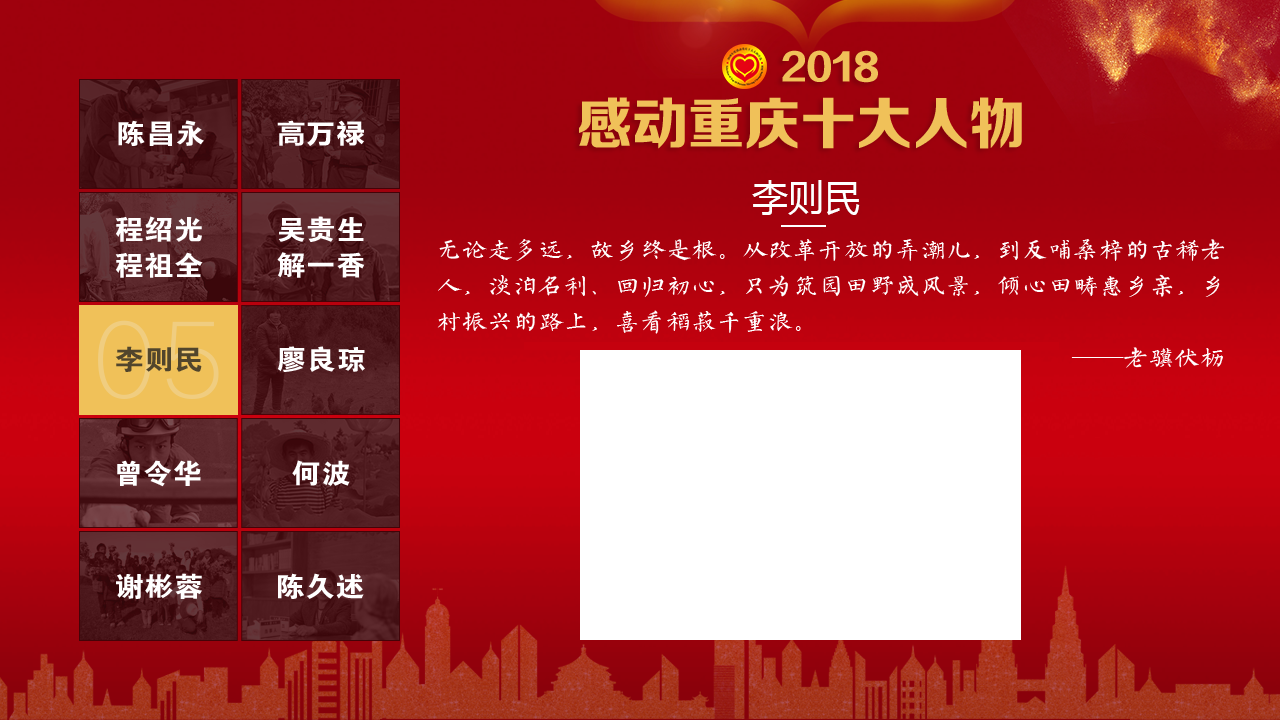 2018
感动重庆十大人物
陈昌永
高万禄
程绍光
程祖全
吴贵生
解一香
05
李则民
廖良琼
曾令华
何波
谢彬蓉
陈久述
李则民
无论走多远，故乡终是根。从改革开放的弄潮儿，到反哺桑梓的古稀老
人，淡泊名利、回归初心，只为筑园田野成风景，倾心田畴惠乡亲，乡
村振兴的路上，喜看稻菽千重浪。
——老骥伏枥